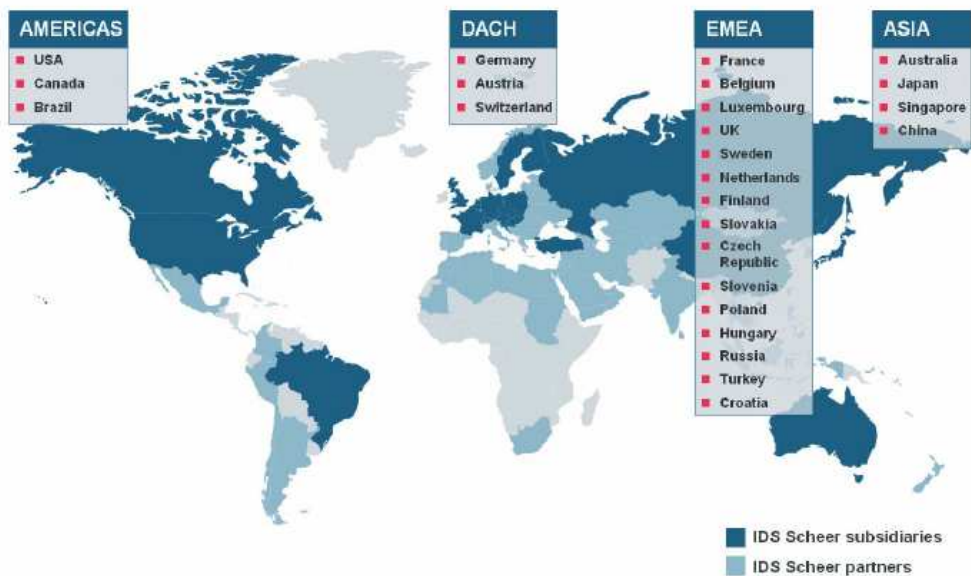 AMERICAS
USA
Canada
Brazil
DACH
Germany
Austria
Switzerland
EMEA
France
Belgium
Luxembourg
UK
Sweden
Netherlands
Finland
Slovakia
Czech
Republic
Slovenia
Poland
Hungary
Russia
Turkey
Croatia
ASIA
Australia
Japan
Singapore
China
IDS Scheer subsidiaries
IDS Scheer partners